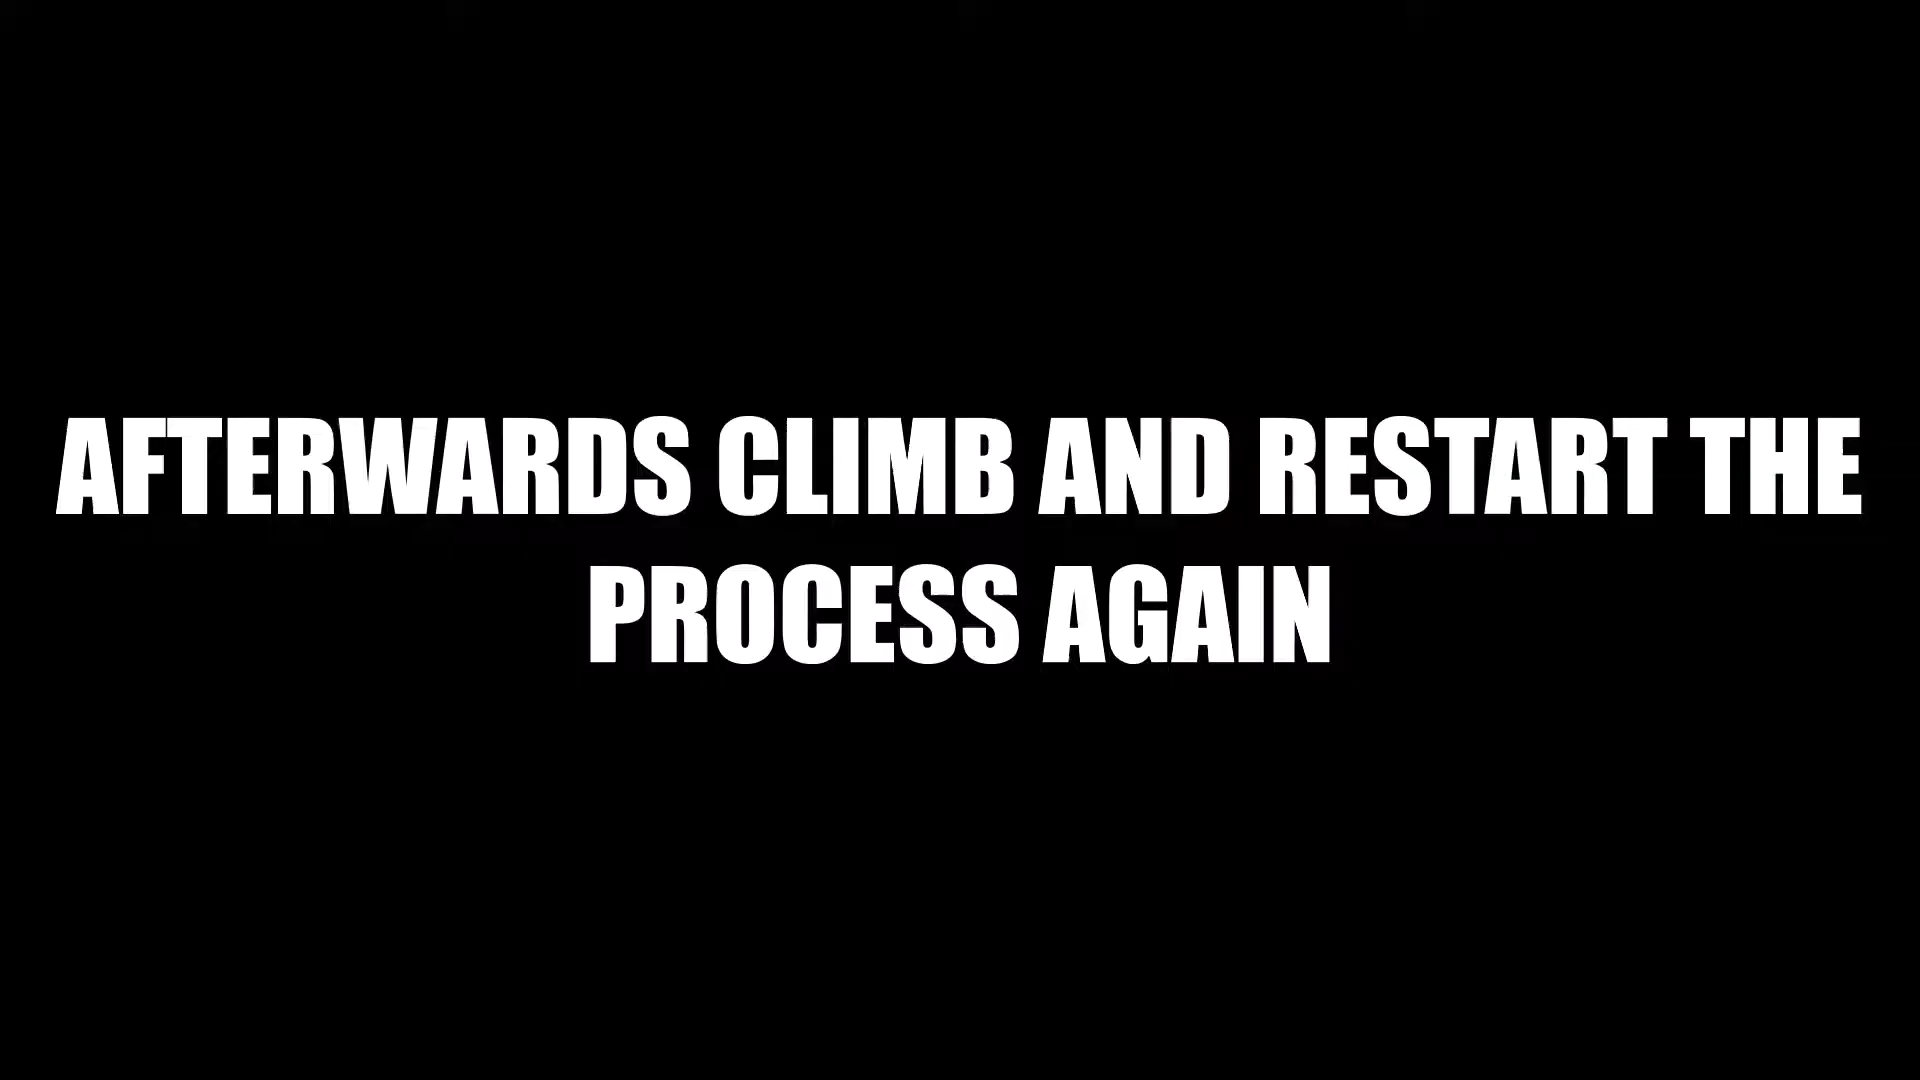 AFTERWARDS CLIMB AND RESTART THE
PROCESS AGAIN